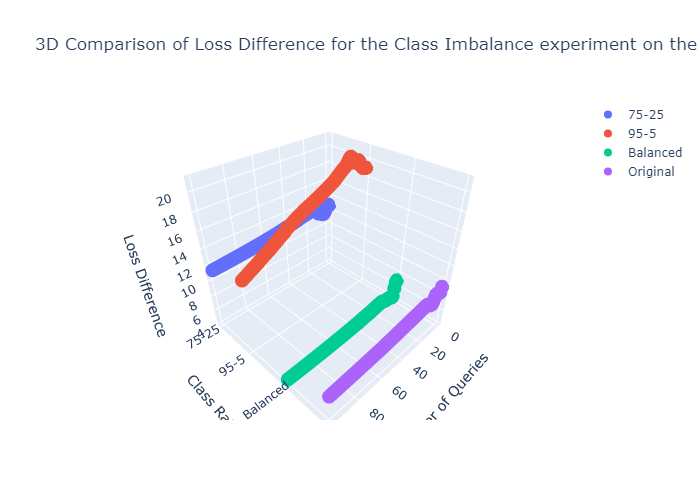 3D Comparison of Loss Difference for the Class Imbalance experiment on the
75-25
95-5
Balanced
Original
20
18
16
14
12
10
8
6
4
Loss Difference
75-25
95-5
Balanced
Class Ra
0
20
40
60
80
er of Queries